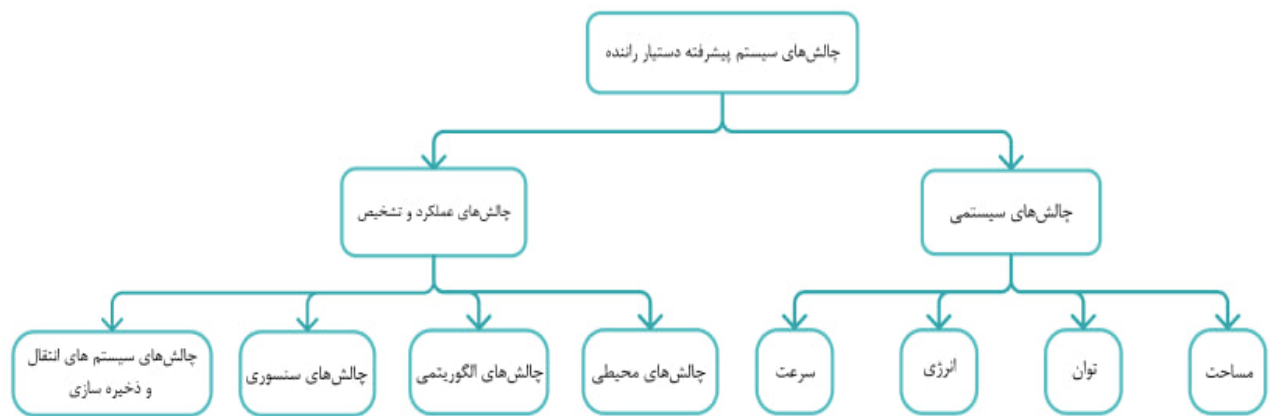 چالش‌های سیستم پیشرفته دستیار راننده
چالش‌های سیستمی
چالش‌های عملکرد و تشخیص
مساحت
توان
انرژی
سرعت
چالش‌های محیطی
چالش‌های الگوریتمی
چالش‌های سنسوری
چالش‌های سیستم های انتقال
و ذخیره سازی